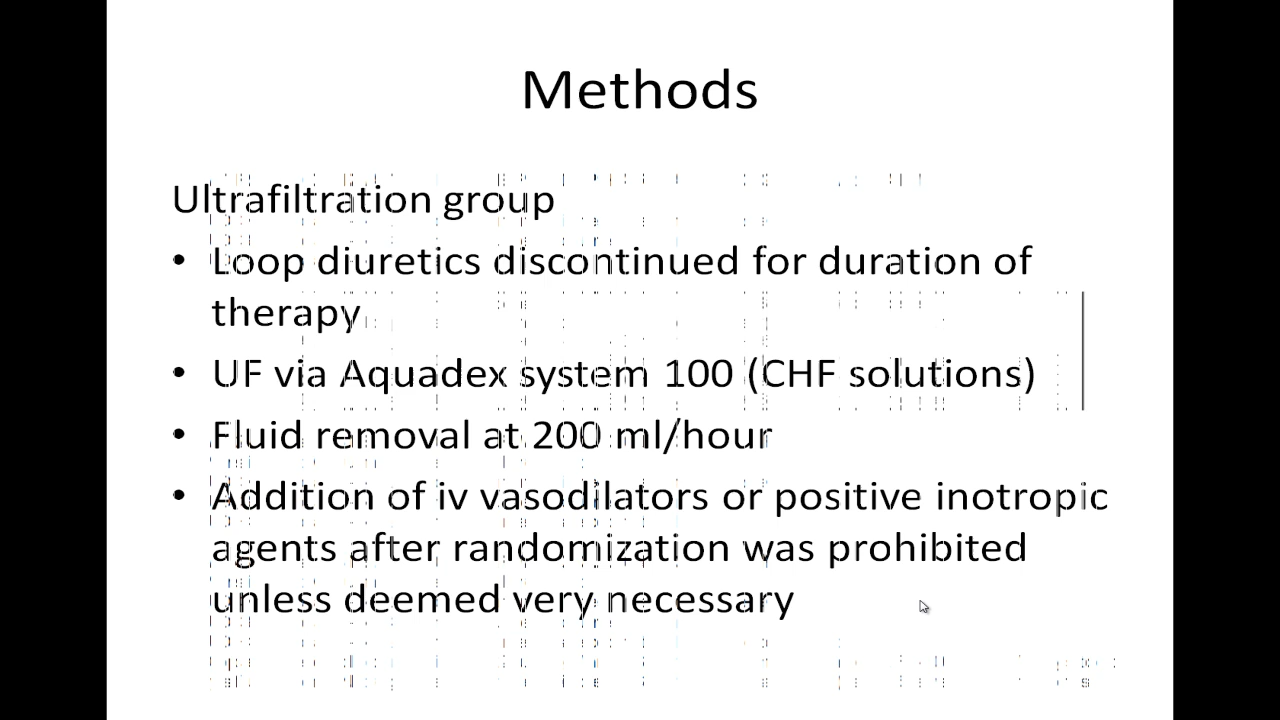 Methods
Ultrafiltration group
• Loop diuretics discontinued for duration of
therapy
• UF via Aquadex system 100 (CHF solutions)
• Fluid removal at 200 ml/hour
• Addition of iv vasodilators or positive inotropic
agents after randomization was prohibited
unless deemed very necessary